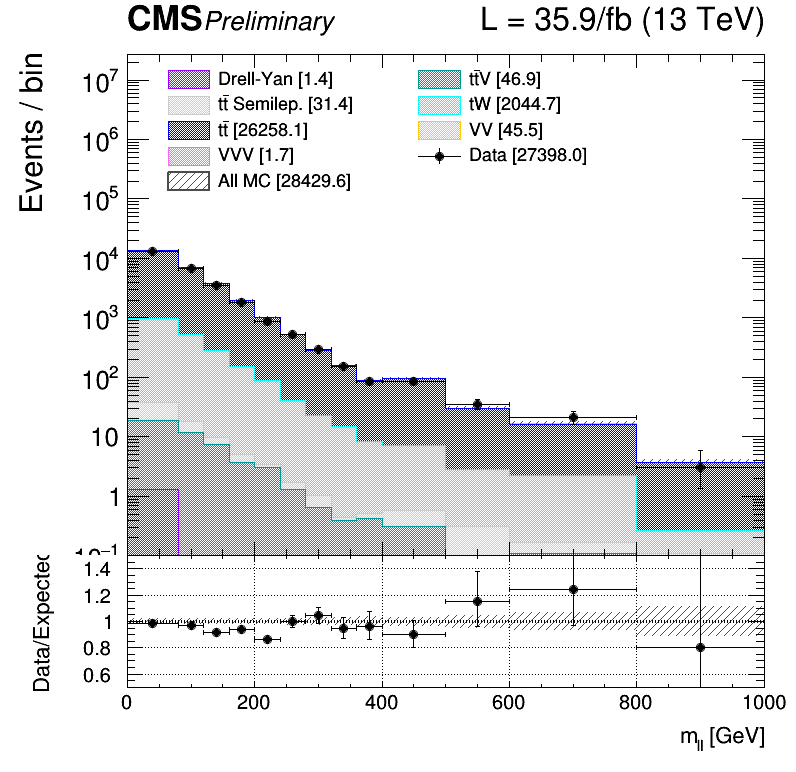 CMS Preliminary L = 35.9/fb (13 TeV)
Events / bin
Drell-Yan [1.4]
tt̄ Semilep. [31.4]
tt̄ [26258.1]
VVV [1.7]
All MC [28429.6]
tt̄V [46.9]
tW [2044.7]
VV [45.5]
Data [27398.0]
10⁷
10⁶
10⁵
10⁴
10³
10²
10
1
10⁻¹
Data/Expected
1.4
1.2
1
0.8
0.6
0 200 400 600 800 1000
m_ll [GeV]